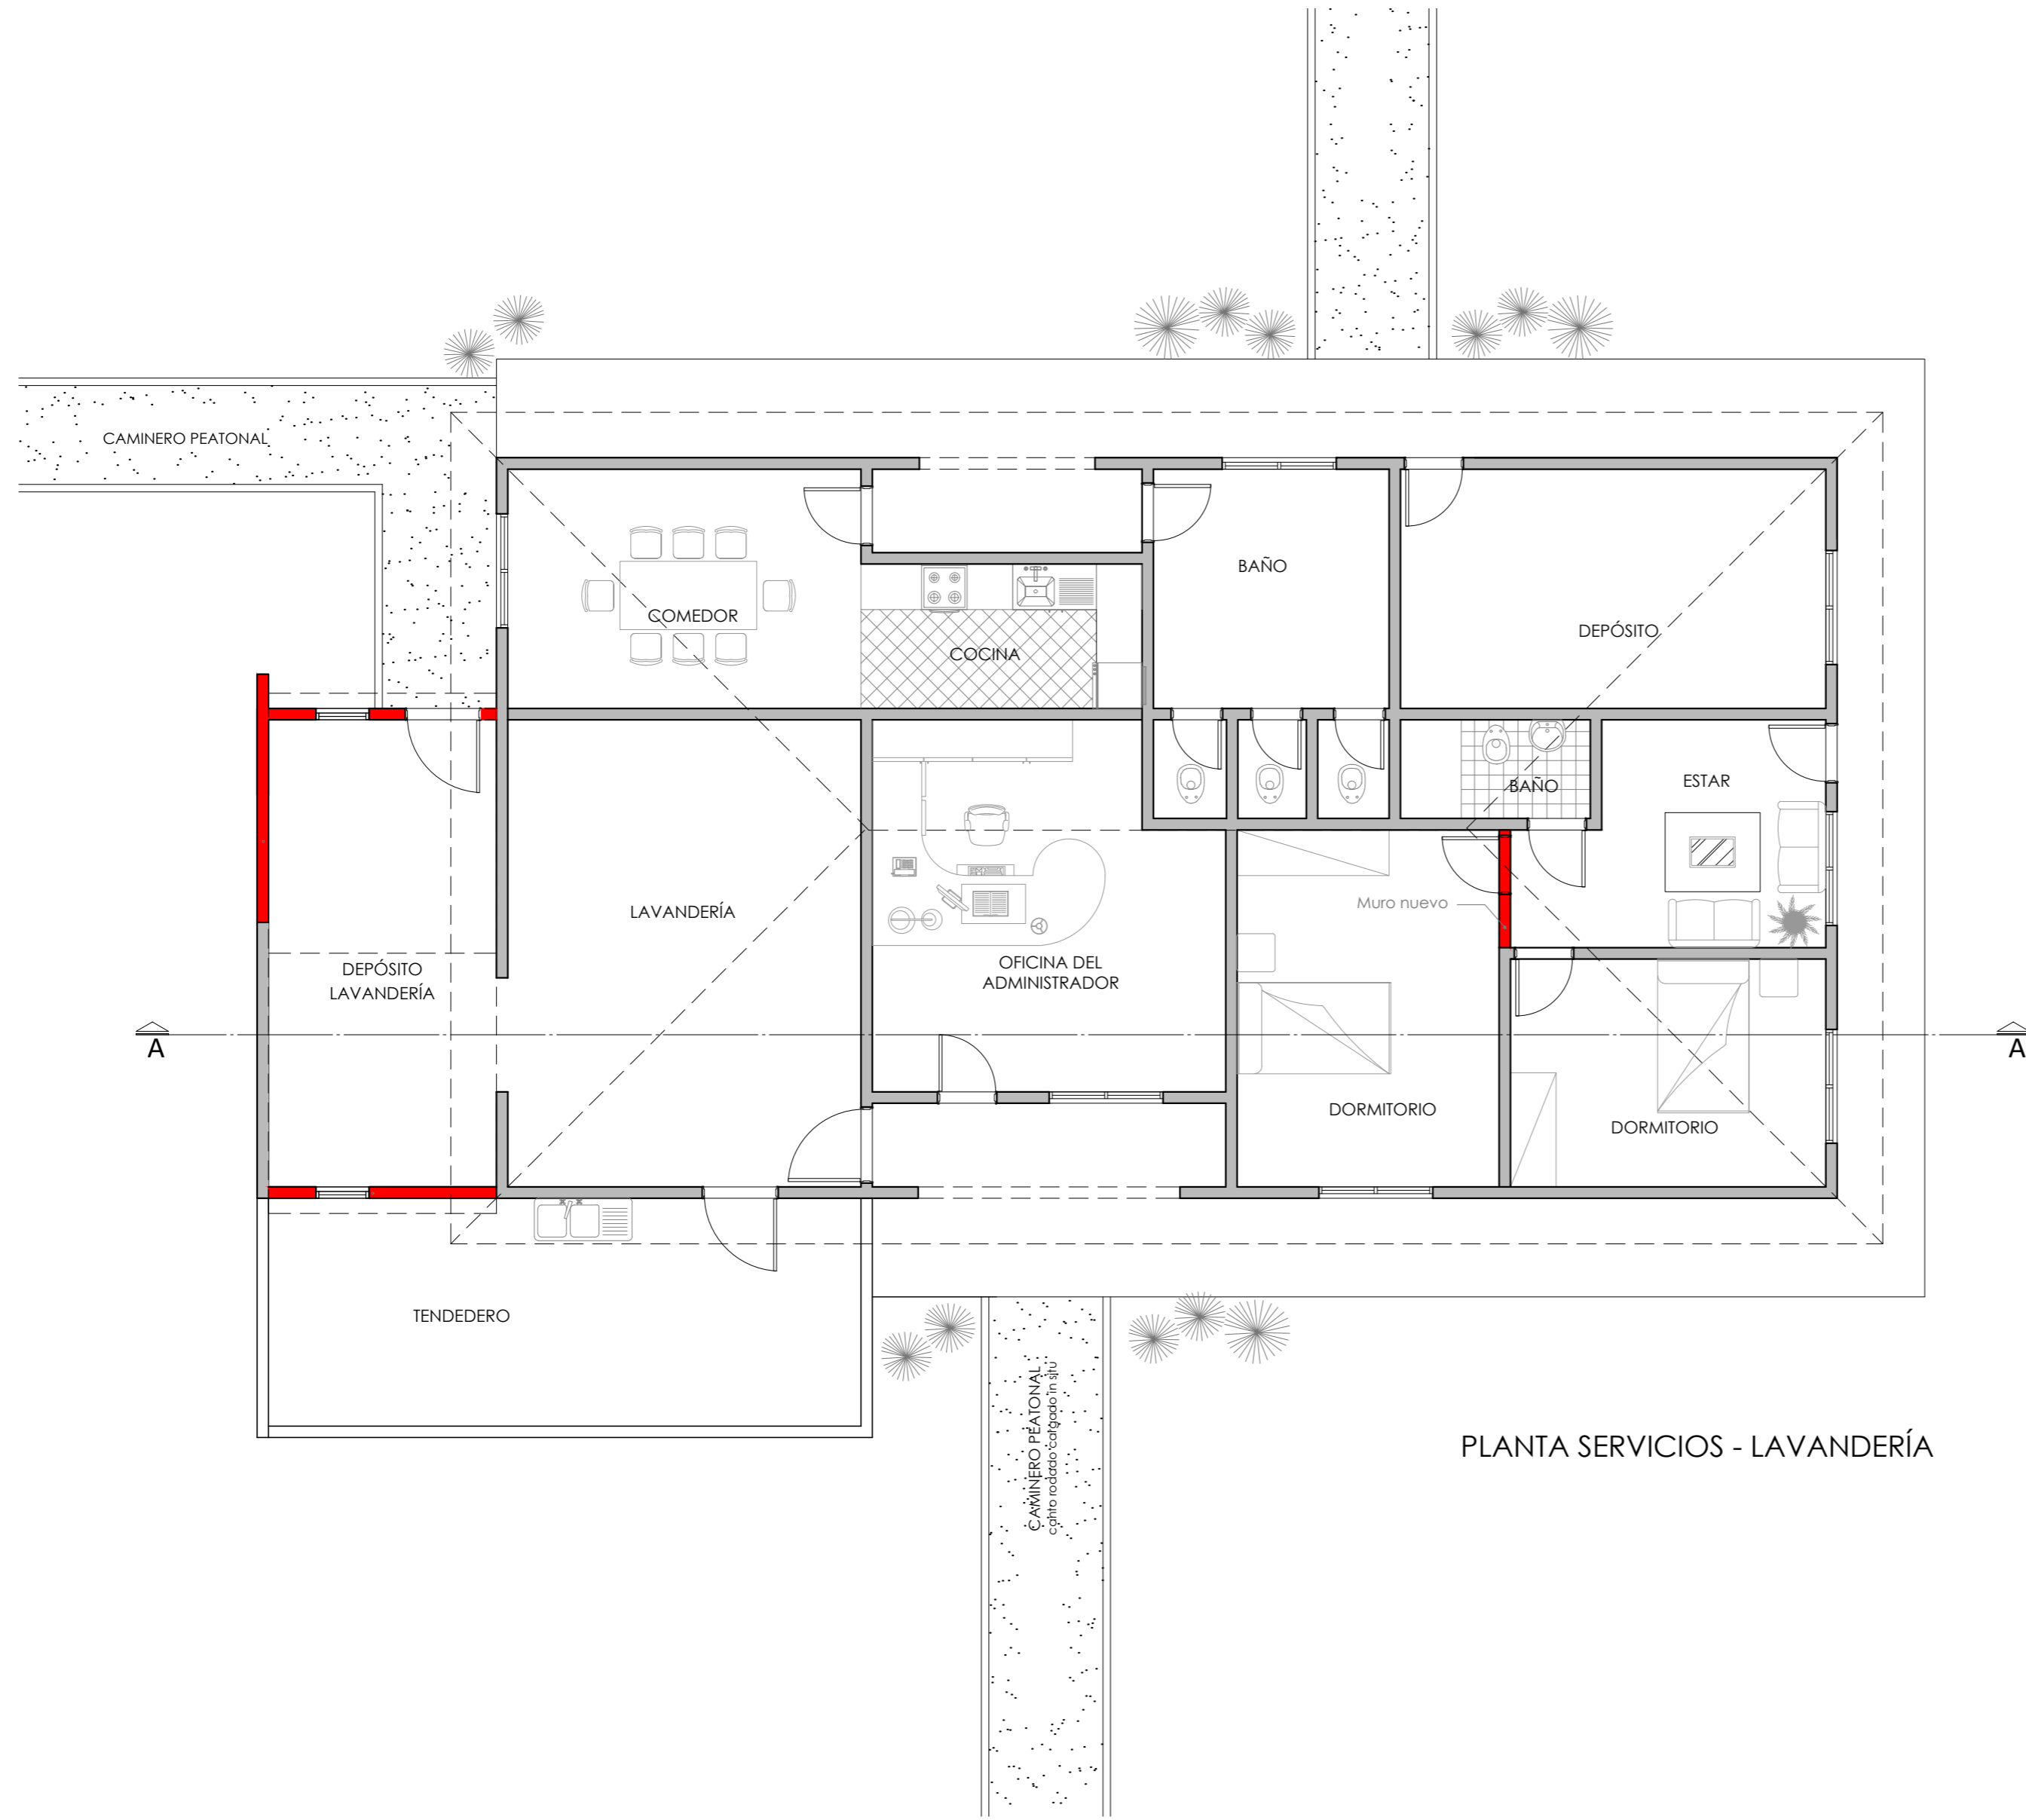 CAMINERO PEATONAL
BAÑO
COMEDOR
DEPÓSITO
COCINA
BAÑO
ESTAR
LAVANDERÍA
Muro nuevo
OFICINA DEL
ADMINISTRADOR
DEPÓSITO
LAVANDERÍA
A
A
DORMITORIO
DORMITORIO
TENDEDERO
CAMINERO PEATONAL
canto rodado cargado in situ
PLANTA SERVICIOS - LAVANDERÍA